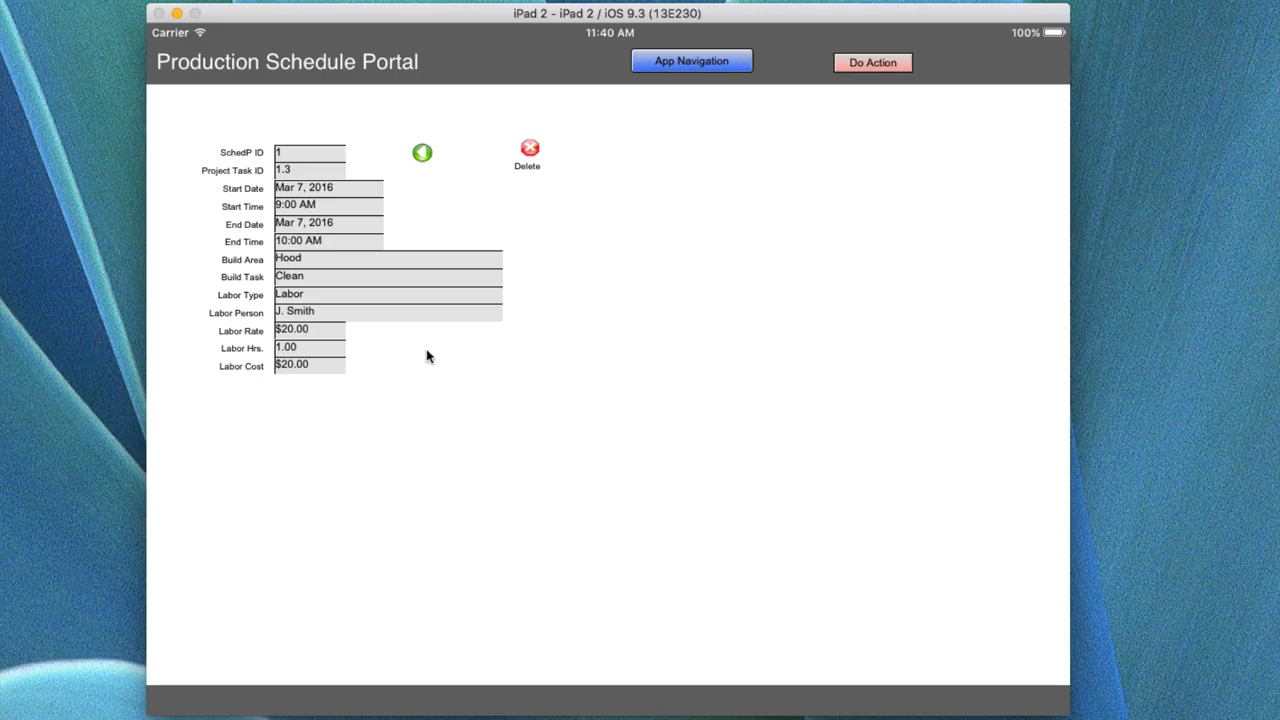 iPad 2 - iPad 2 / iOS 9.3 (13E230)
Carrier 11:40 AM 100%
Production Schedule Portal App Navigation Do Action
SchedP ID 1
Delete
Project Task ID 1.3
Start Date Mar 7, 2016
Start Time 9:00 AM
End Date Mar 7, 2016
End Time 10:00 AM
Build Area Hood
Build Task Clean
Labor Type Labor
Labor Person J. Smith
Labor Rate $20.00
Labor Hrs. 1.00
Labor Cost $20.00